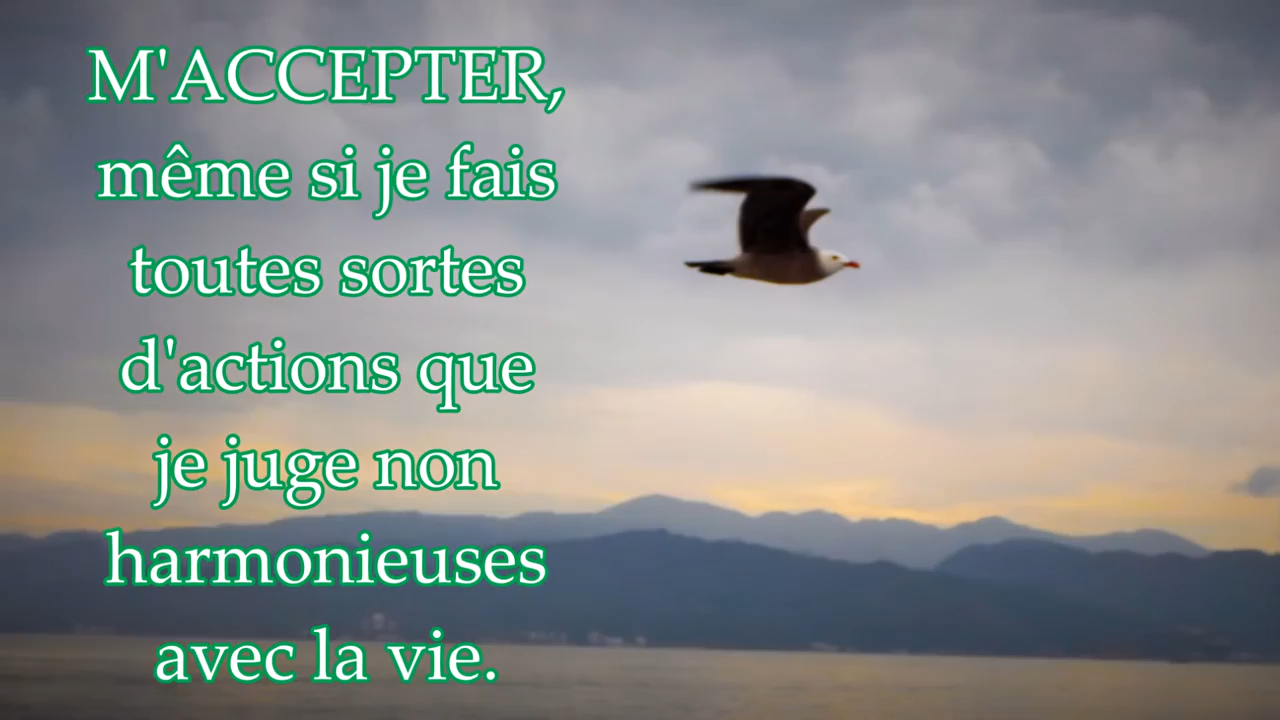 M'ACCEPTER,
même si je fais
toutes sortes
d'actions que
je juge non
harmonieuses
avec la vie.